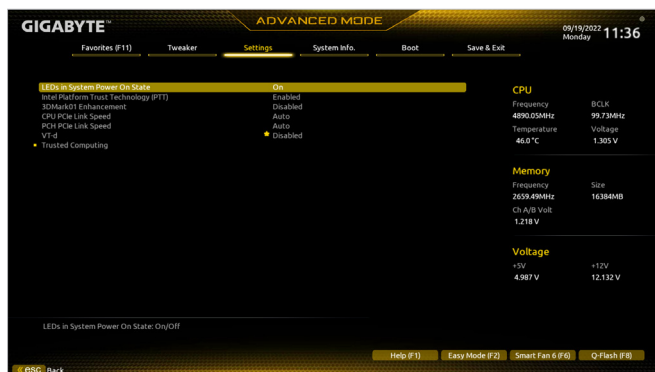 GIGABYTE™
ADVANCED MODE
09/19/2022 Monday 11:36
Favorites (F11) Tweaker Settings System Info. Boot Save & Exit
LEDs in System Power On State On
Intel Platform Trust Technology (PTT) Enabled
3DMark01 Enhancement Disabled
CPU PCIe Link Speed Auto
PCH PCIe Link Speed Auto
VT-d Disabled
Trusted Computing
CPU
Frequency BCLK
4890.05MHz 99.73MHz
Temperature Voltage
46.0 °C 1.305 V
Memory
Frequency Size
2659.49MHz 16384MB
Ch A/B Volt
1.218 V
Voltage
+5V +12V
4.987 V 12.132 V
LEDs in System Power On State: On/Off
Help (F1) Easy Mode (F2) Smart Fan 6 (F6) Q-Flash (F8)
esc Back